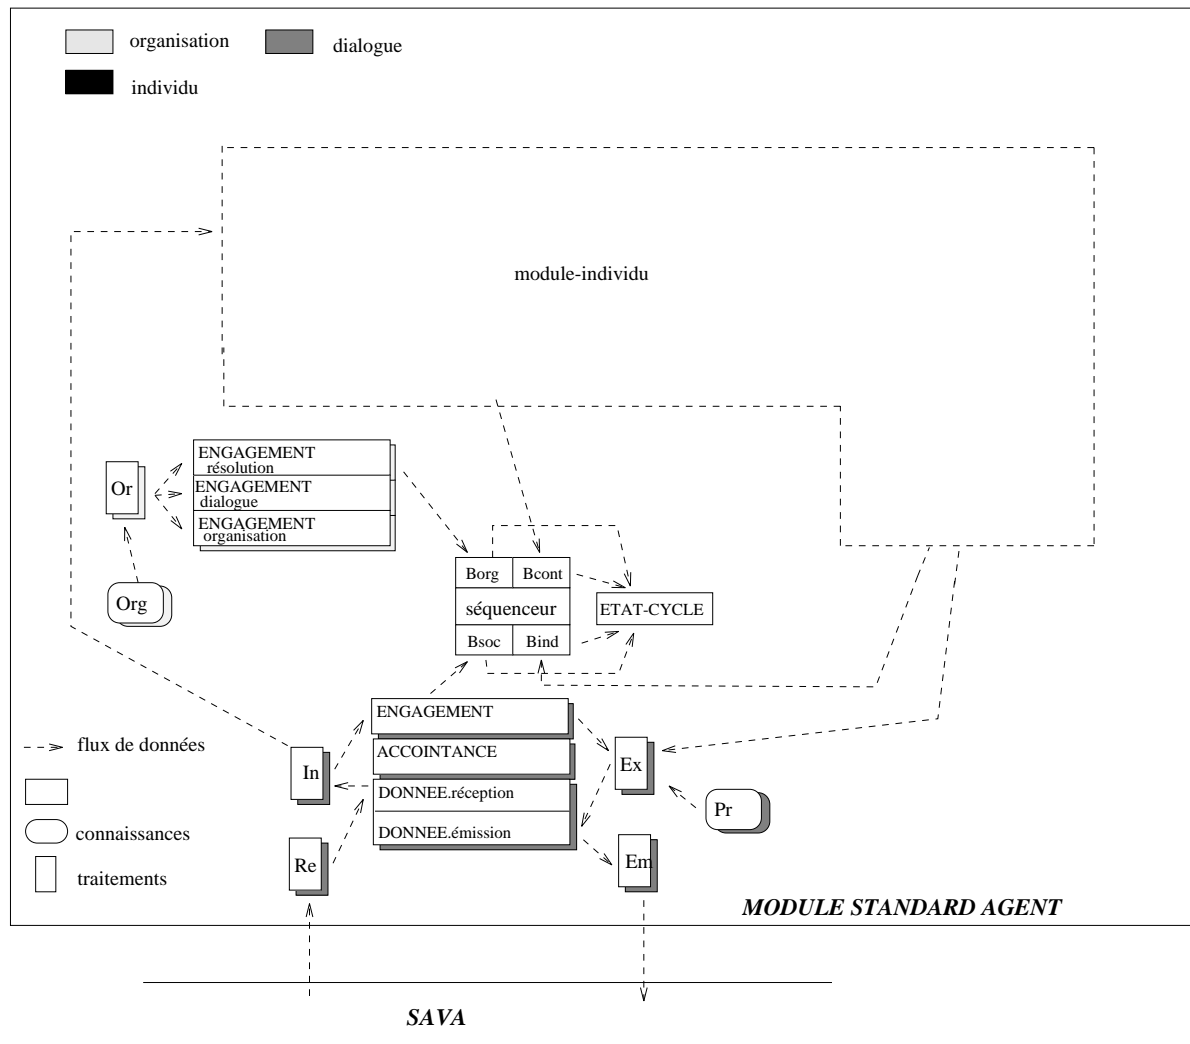 organisation
dialogue
individu
module-individu
ENGAGEMENT
résolution
Or
ENGAGEMENT
dialogue
ENGAGEMENT
organisation
Org
Borg
Bcont
séquenceur
ETAT-CYCLE
Bsoc
Bind
ENGAGEMENT
flux de données
ACCOINTANCE
In
Ex
DONNEE.réception
Pr
connaissances
DONNEE.émission
Re
Em
traitements
MODULE STANDARD AGENT
SAVA